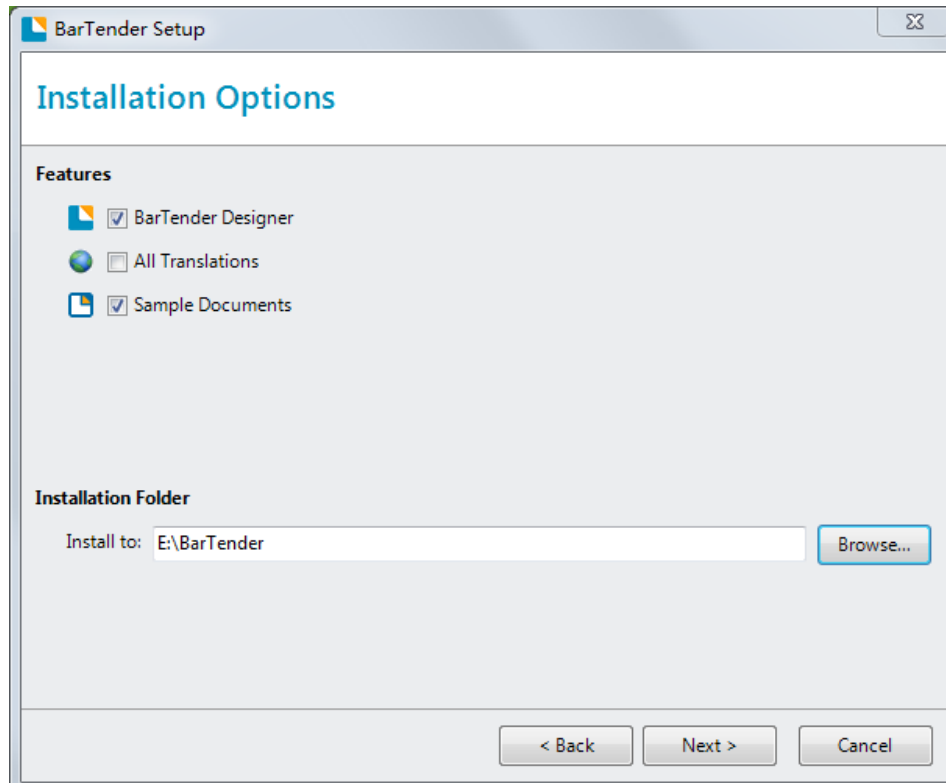 BarTender Setup
Installation Options
Features
BarTender Designer
All Translations
Sample Documents
Installation Folder
Install to: E:\BarTender Browse...
< Back Next > Cancel